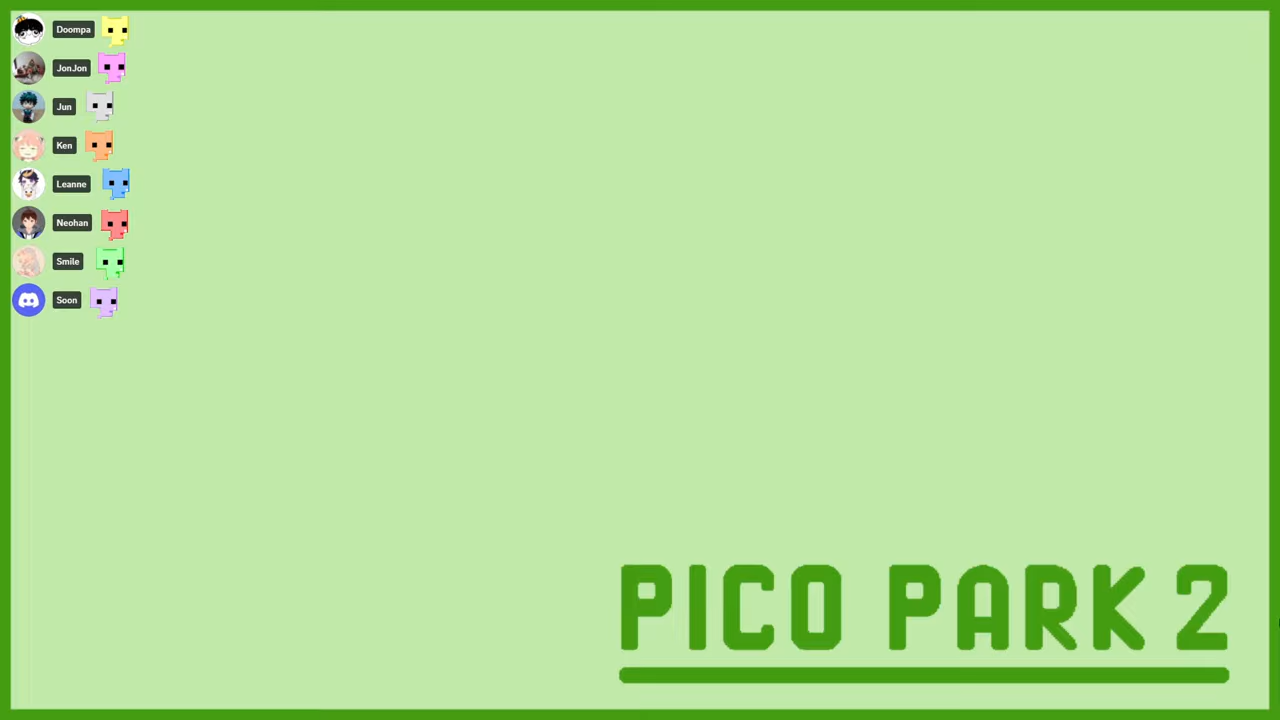 Doompa
JonJon
Jun
Ken
Leanne
Neohan
Smile
Soon
PICO PARK 2